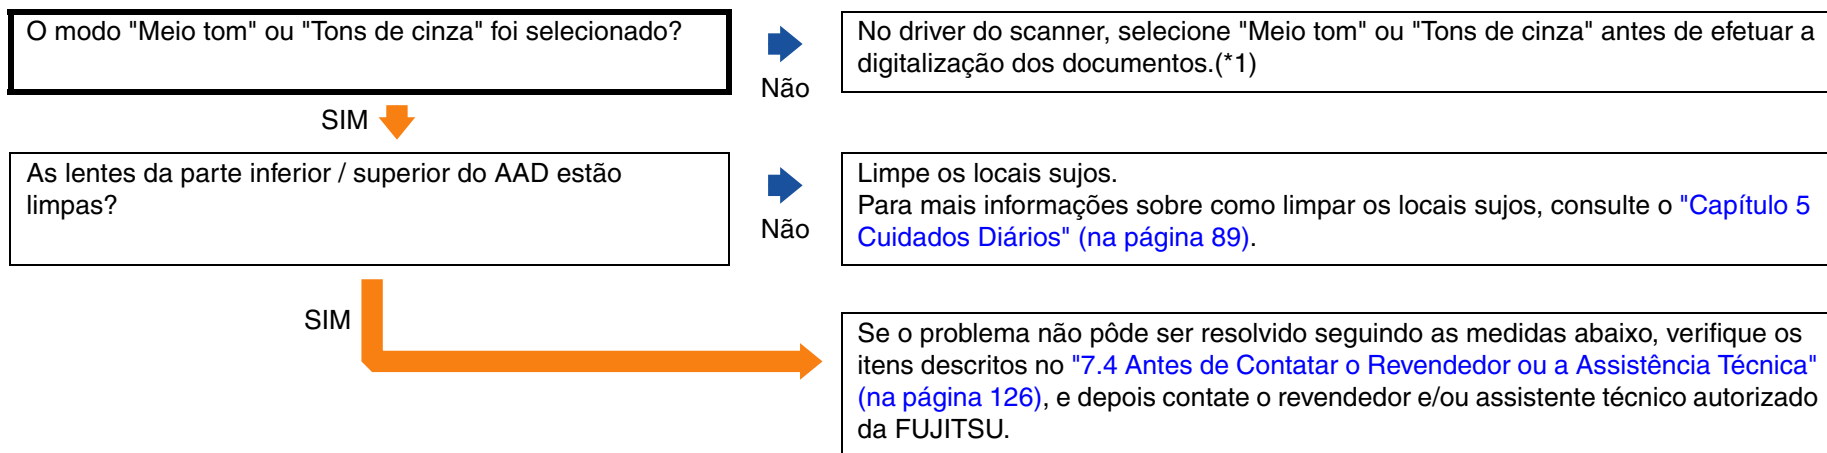 O modo "Meio tom" ou "Tons de cinza" foi selecionado?
Não
No driver do scanner, selecione "Meio tom" ou "Tons de cinza" antes de efetuar a
digitalização dos documentos.(*1)
SIM
As lentes da parte inferior / superior do AAD estão
limpas?
Não
Limpe os locais sujos.
Para mais informações sobre como limpar os locais sujos, consulte o "Capítulo 5
Cuidados Diários" (na página 89).
SIM
Se o problema não pôde ser resolvido seguindo as medidas abaixo, verifique os
itens descritos no "7.4 Antes de Contatar o Revendedor ou a Assistência Técnica"
(na página 126), e depois contate o revendedor e/ou assistente técnico autorizado
da FUJITSU.